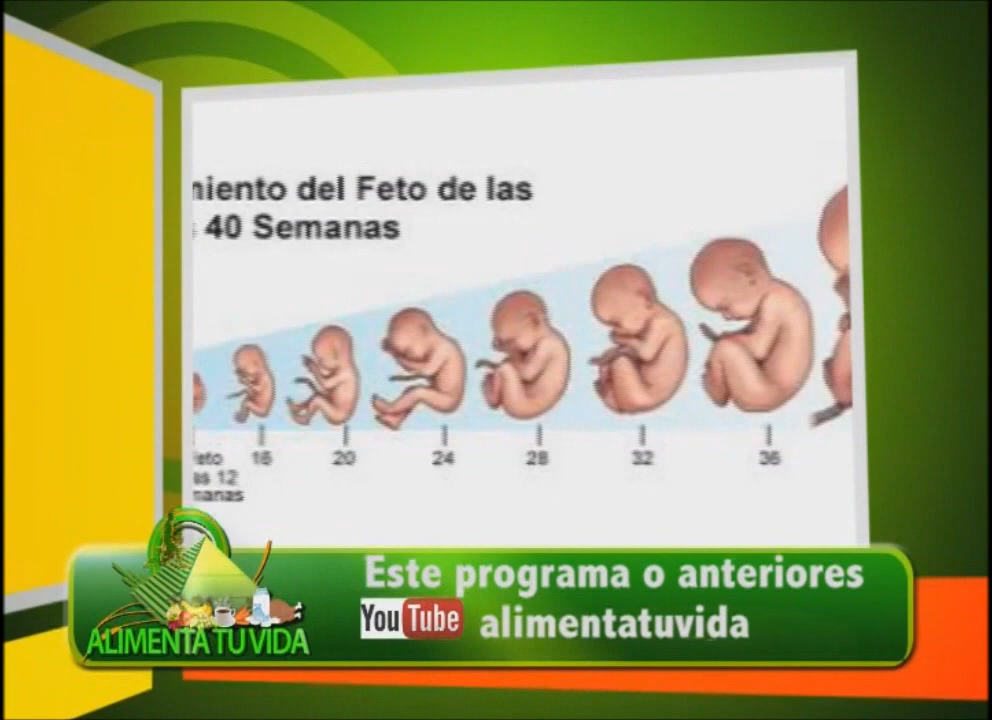 miento del Feto de las
40 Semanas
16 20 24 28 32 36
feto
as 12
manas
Este programa o anteriores
YouTube alimentatuvida
ALIMENTA TU VIDA